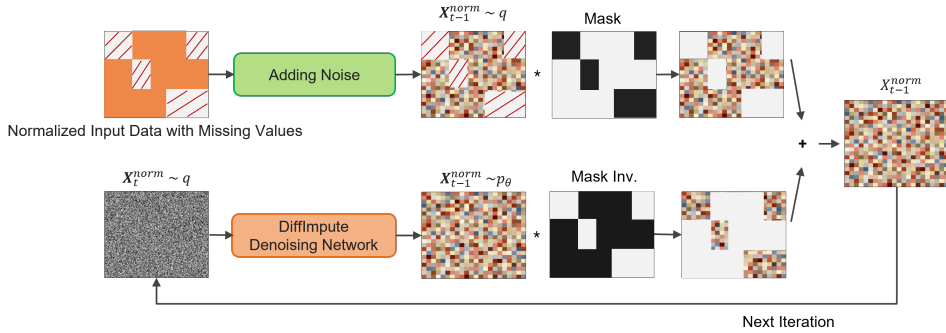 X_{t-1}^{norm} ~ q
Mask
Adding Noise
*
Normalized Input Data with Missing Values
X_{t-1}^{norm}
+
X_t^{norm} ~ q
X_{t-1}^{norm} ~p_θ
Mask Inv.
DiffImpute
Denoising Network
*
Next Iteration